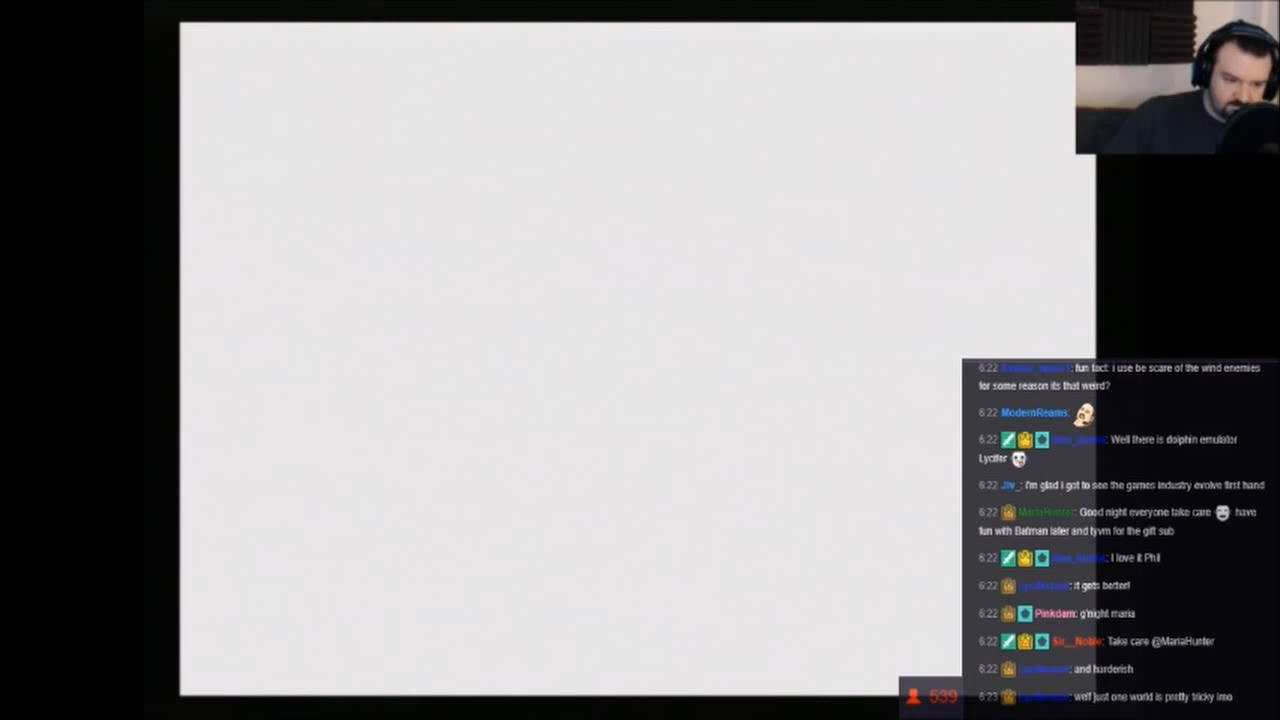 6:22 : fun fact: i use be scare of the wind enemies
for some reason its that weird?
6:22 ModernReams:
6:22 : Well there is dolphin emulator
Lycifer
6:22 Jiv_: I'm glad i got to see the games industry evolve first hand
6:22 MariaHunter: Good night everyone take care have
fun with Batman later and tyvm for the gift sub
6:22 : I love it Phil
6:22 : it gets better!
6:22 Pinkdam: g'night maria
6:22 Sir__Noble: Take care @MariaHunter
6:22 : and harderish
6:23 : well just one world is pretty tricky imo
539